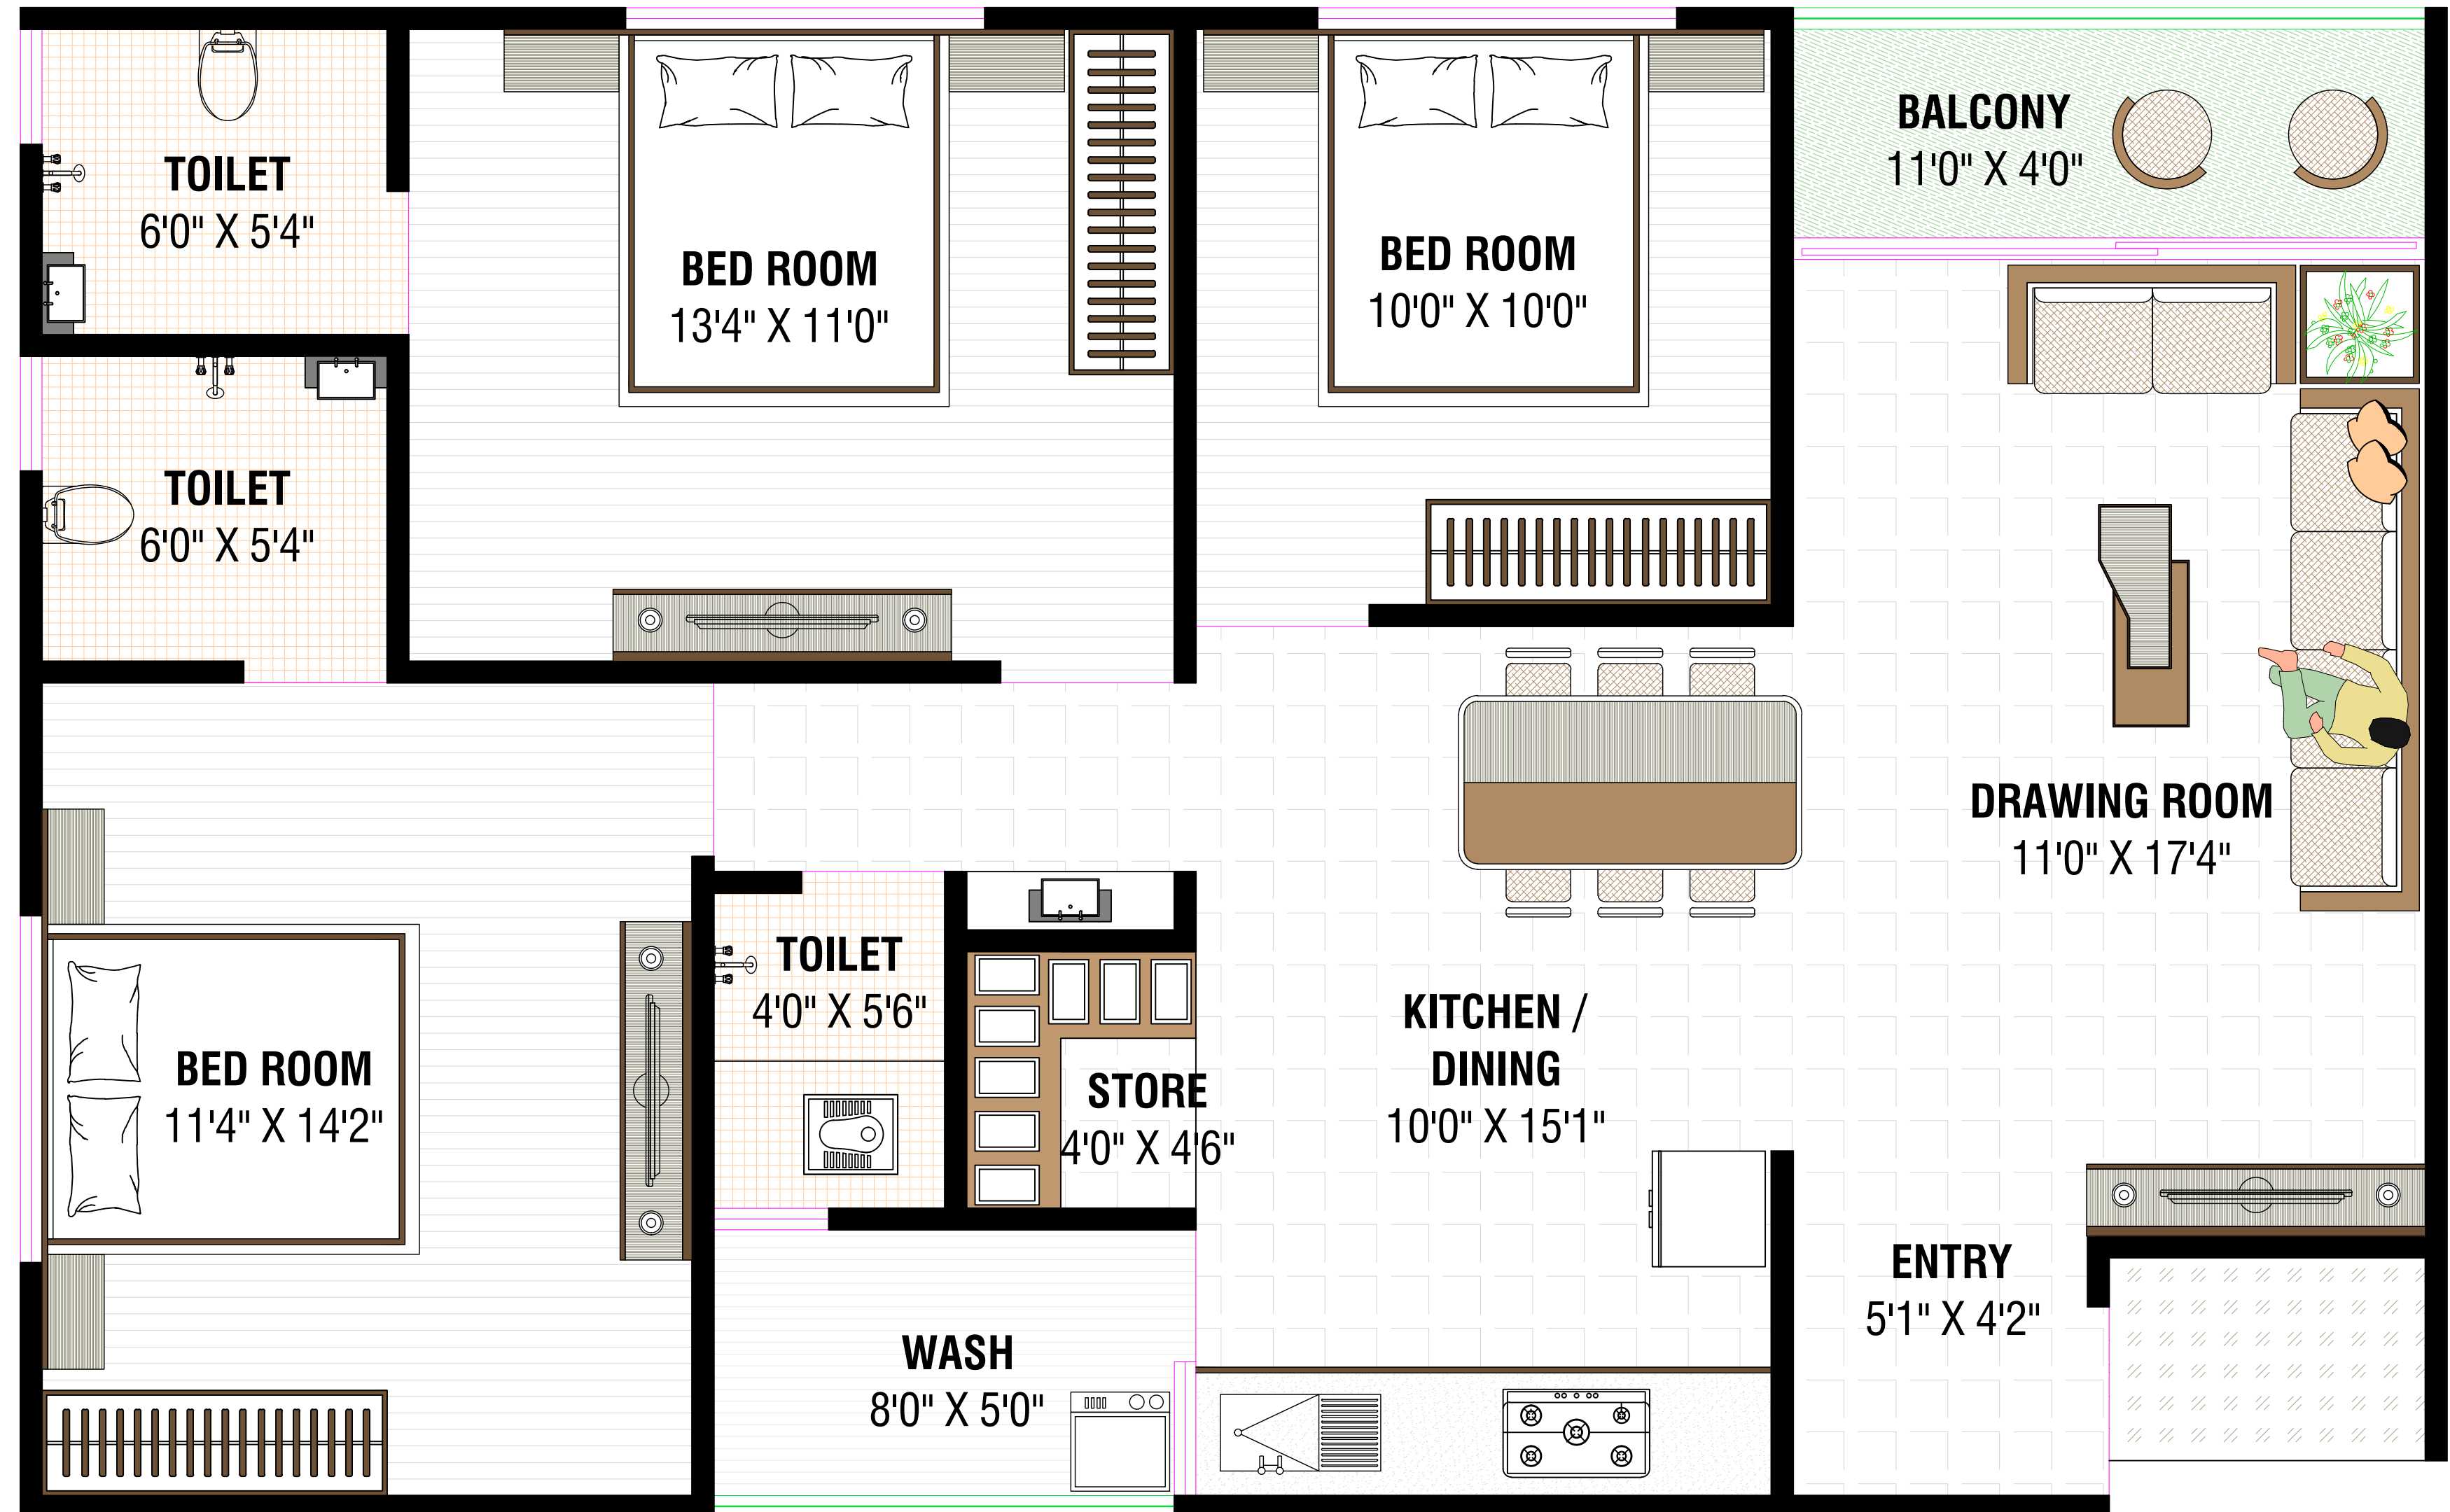 TOILET
6'0" X 5'4"
BED ROOM
13'4" X 11'0"
BED ROOM
10'0" X 10'0"
BALCONY
11'0" X 4'0"
TOILET
6'0" X 5'4"
DRAWING ROOM
11'0" X 17'4"
BED ROOM
11'4" X 14'2"
TOILET
4'0" X 5'6"
STORE
4'0" X 4'6"
KITCHEN /
DINING
10'0" X 15'1"
ENTRY
5'1" X 4'2"
WASH
8'0" X 5'0"